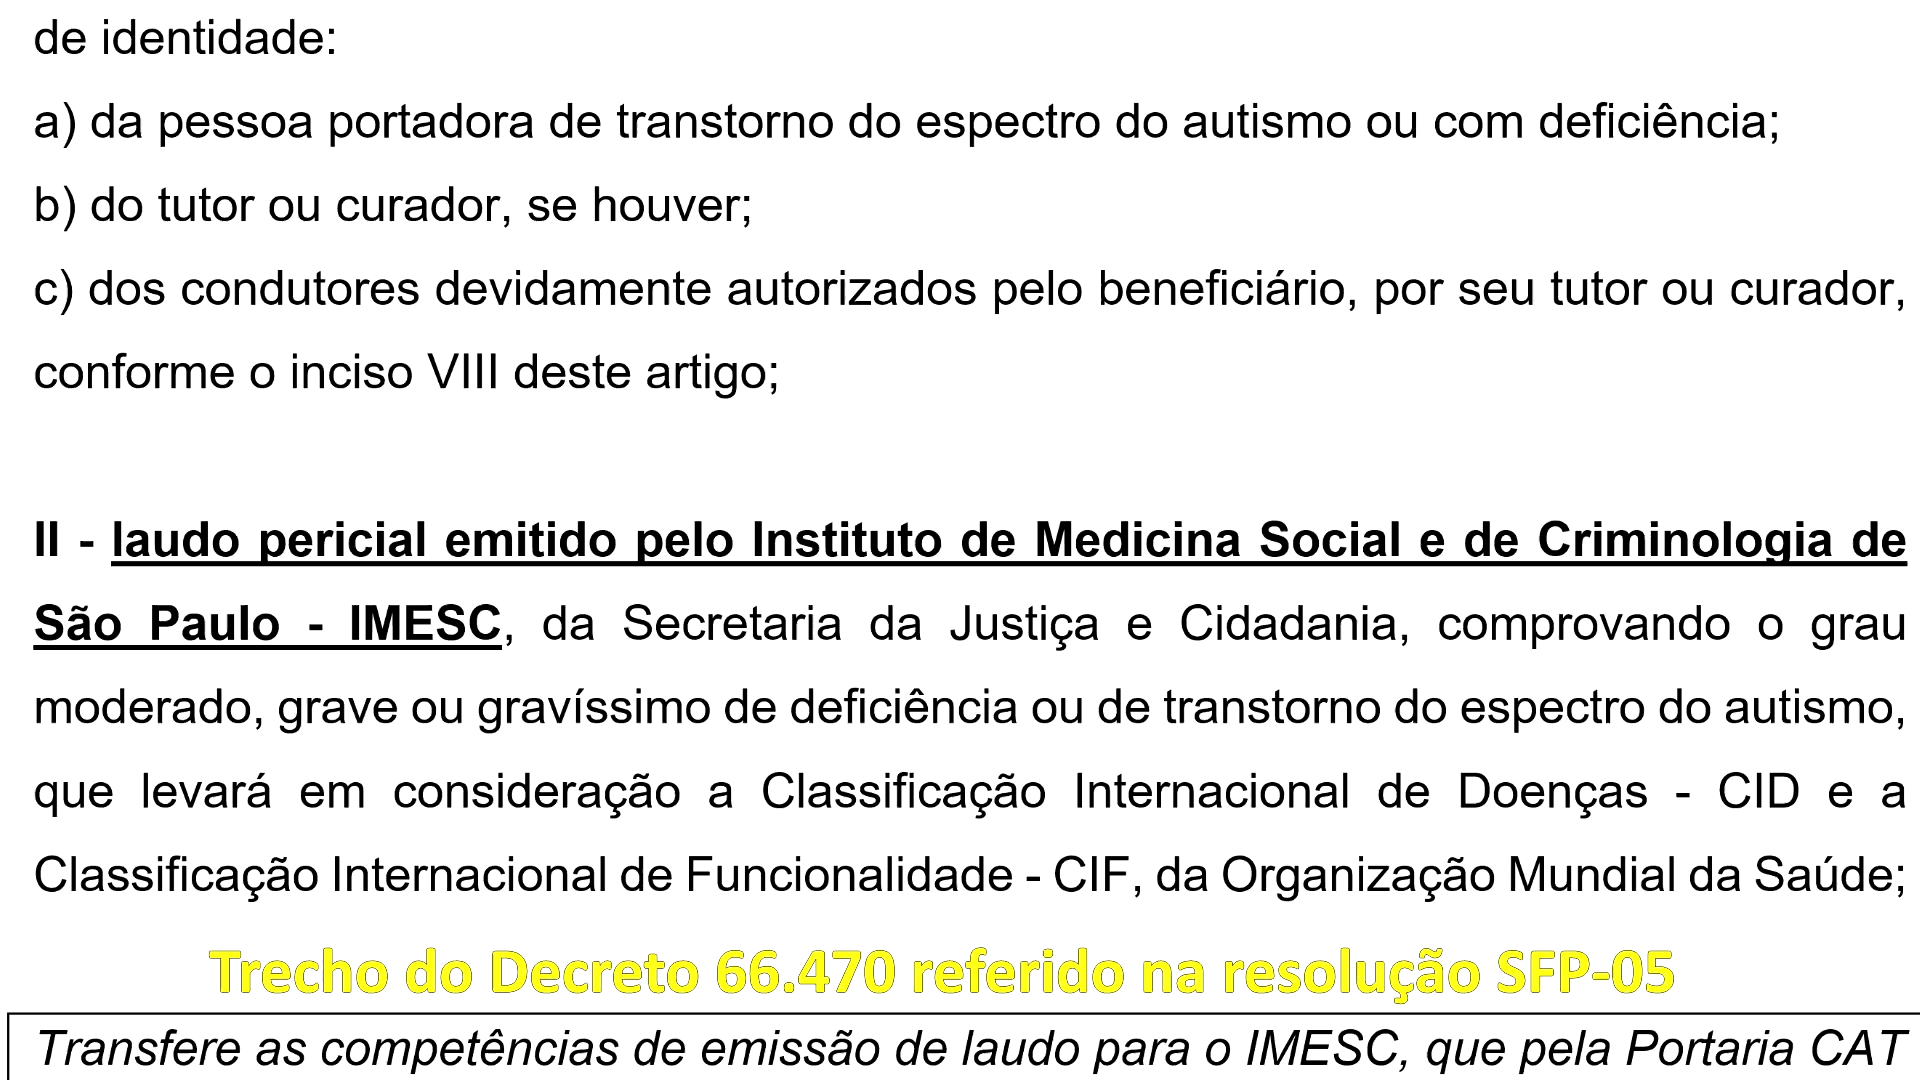 de identidade:
a) da pessoa portadora de transtorno do espectro do autismo ou com deficiência;
b) do tutor ou curador, se houver;
c) dos condutores devidamente autorizados pelo beneficiário, por seu tutor ou curador,
conforme o inciso VIII deste artigo;
II - laudo pericial emitido pelo Instituto de Medicina Social e de Criminologia de
São Paulo - IMESC, da Secretaria da Justiça e Cidadania, comprovando o grau
moderado, grave ou gravíssimo de deficiência ou de transtorno do espectro do autismo,
que levará em consideração a Classificação Internacional de Doenças - CID e a
Classificação Internacional de Funcionalidade - CIF, da Organização Mundial da Saúde;
Trecho do Decreto 66.470 referido na resolução SFP-05
Transfere as competências de emissão de laudo para o IMESC, que pela Portaria CAT